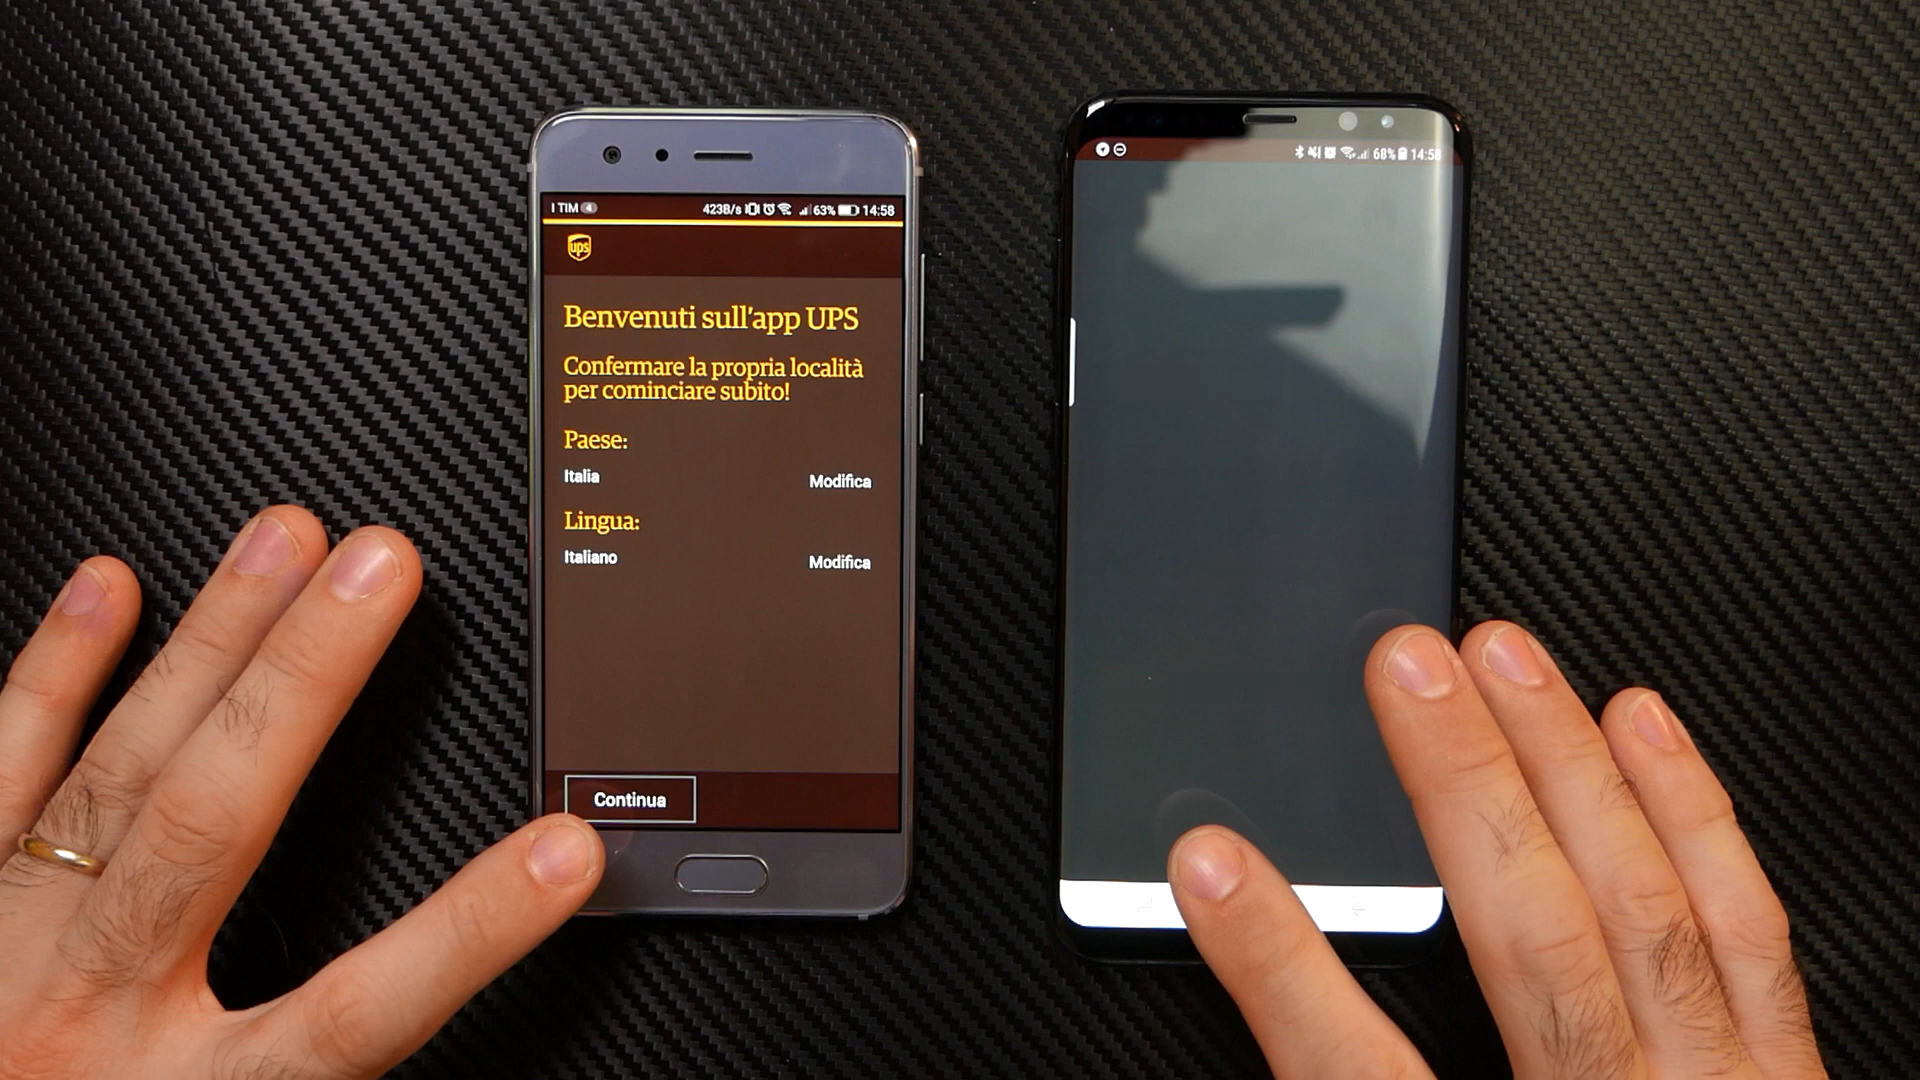 I TIM 4
423B/s 63% 14:58
ups
Benvenuti sull'app UPS
Confermare la propria località
per cominciare subito!
Paese:
Italia Modifica
Lingua:
Italiano Modifica
Continua
68% 14:58